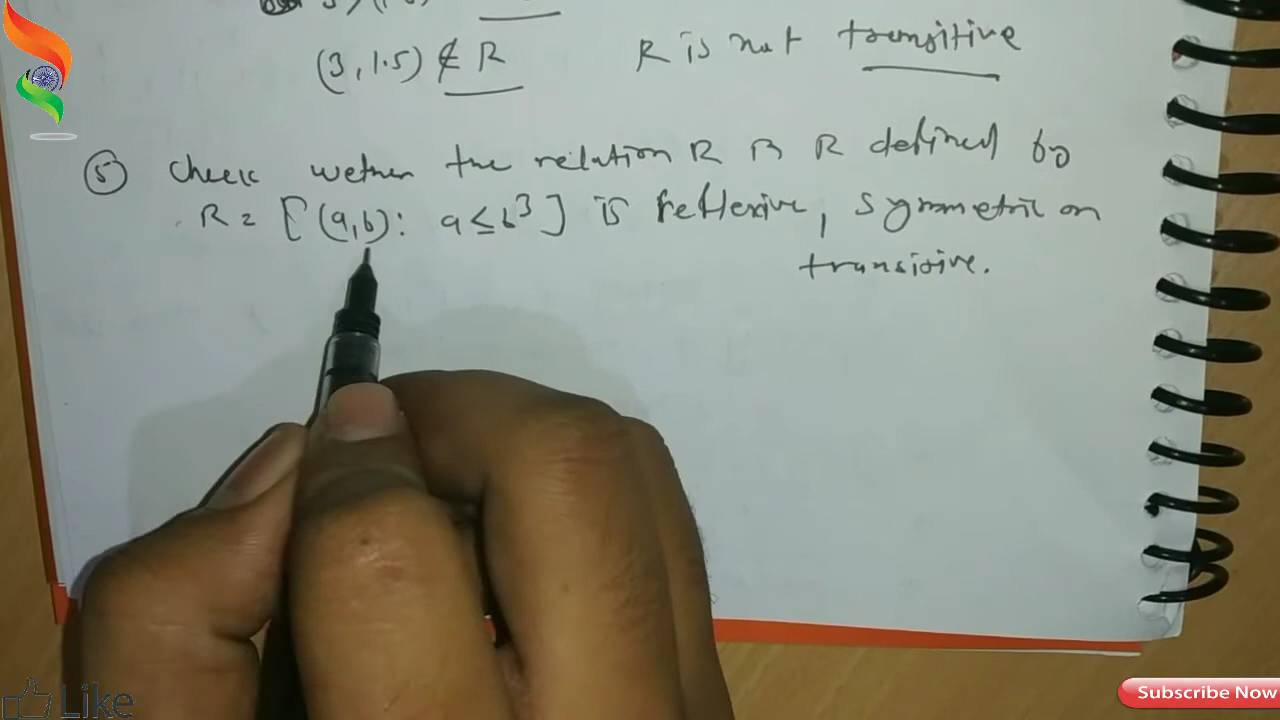 (3, 1.5) ∉ R R is not transitive
⑤ Check wether the relation R in R defined by
R = [(a,b): a ≤ b³] is reflexive, symmetric or
transitive.
Like
Subscribe Now